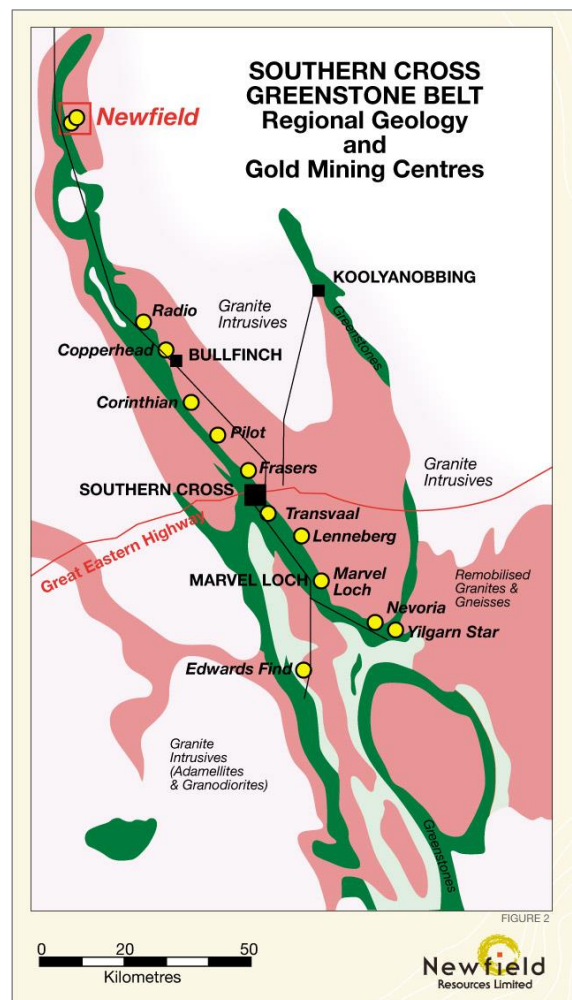 SOUTHERN CROSS
GREENSTONE BELT
Regional Geology
and
Gold Mining Centres
Newfield
KOOLYANOBBING
Greenstones
Granite
Intrusives
Radio
Copperhead
BULLFINCH
Corinthian
Pilot
Frasers
Granite
Intrusives
SOUTHERN CROSS
Transvaal
Great Eastern Highway
Lenneberg
MARVEL LOCH
Marvel
Loch
Remobilised
Granites &
Gneisses
Nevoria
Yilgarn Star
Edwards Find
Granite
Intrusives
(Adamellites
& Granodiorites)
Greenstones
FIGURE 2
0 20 50
Kilometres
Newfield
Resources Limited